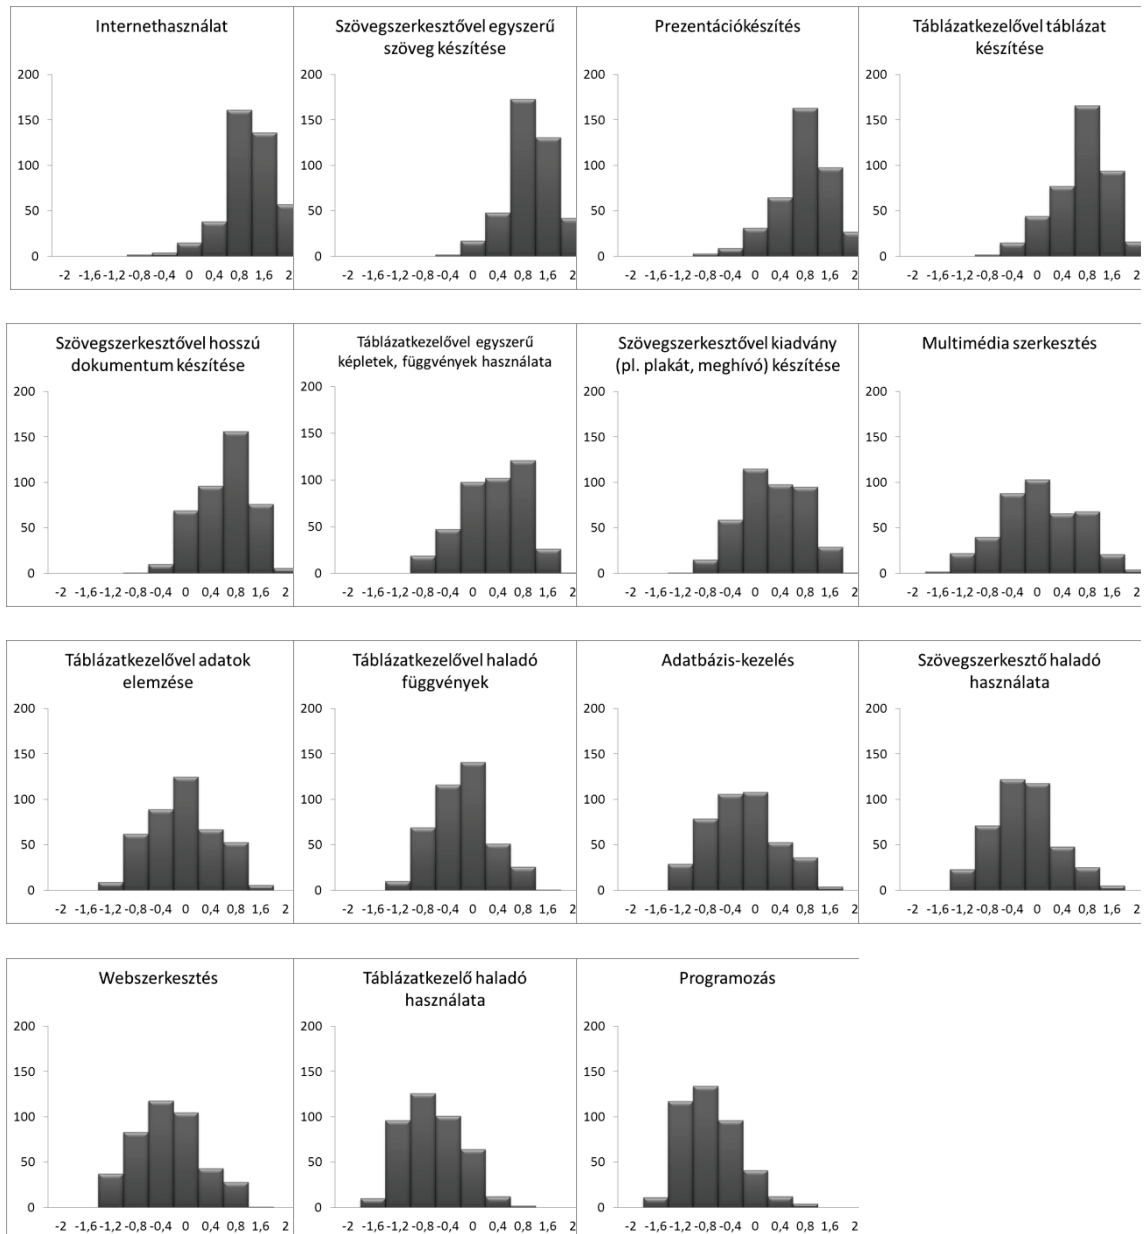 Internethasználat
Szövegszerkesztővel egyszerű
szöveg készítése
Prezentációkészítés
Táblázatkezelővel táblázat
készítése
200
150
100
50
0
-2 -1,6 -1,2 -0,8 -0,4 0 0,4 0,8 1,6 2
200
150
100
50
0
-2 -1,6 -1,2 -0,8 -0,4 0 0,4 0,8 1,6 2
200
150
100
50
0
-2 -1,6 -1,2 -0,8 -0,4 0 0,4 0,8 1,6 2
200
150
100
50
0
-2 -1,6 -1,2 -0,8 -0,4 0 0,4 0,8 1,6 2
Szövegszerkesztővel hosszú
dokumentum készítése
Táblázatkezelővel egyszerű
képletek, függvények használata
Szövegszerkesztővel kiadvány
(pl. plakát, meghívó) készítése
Multimédia szerkesztés
200
150
100
50
0
-2 -1,6 -1,2 -0,8 -0,4 0 0,4 0,8 1,6 2
200
150
100
50
0
-2 -1,6 -1,2 -0,8 -0,4 0 0,4 0,8 1,6 2
200
150
100
50
0
-2 -1,6 -1,2 -0,8 -0,4 0 0,4 0,8 1,6 2
200
150
100
50
0
-2 -1,6 -1,2 -0,8 -0,4 0 0,4 0,8 1,6 2
Táblázatkezelővel adatok
elemzése
Táblázatkezelővel haladó
függvények
Adatbázis-kezelés
Szövegszerkesztő haladó
használata
200
150
100
50
0
-2 -1,6 -1,2 -0,8 -0,4 0 0,4 0,8 1,6 2
200
150
100
50
0
-2 -1,6 -1,2 -0,8 -0,4 0 0,4 0,8 1,6 2
200
150
100
50
0
-2 -1,6 -1,2 -0,8 -0,4 0 0,4 0,8 1,6 2
200
150
100
50
0
-2 -1,6 -1,2 -0,8 -0,4 0 0,4 0,8 1,6 2
Webszerkesztés
Táblázatkezelő haladó
használata
Programozás
200
150
100
50
0
-2 -1,6 -1,2 -0,8 -0,4 0 0,4 0,8 1,6 2
200
150
100
50
0
-2 -1,6 -1,2 -0,8 -0,4 0 0,4 0,8 1,6 2
200
150
100
50
0
-2 -1,6 -1,2 -0,8 -0,4 0 0,4 0,8 1,6 2